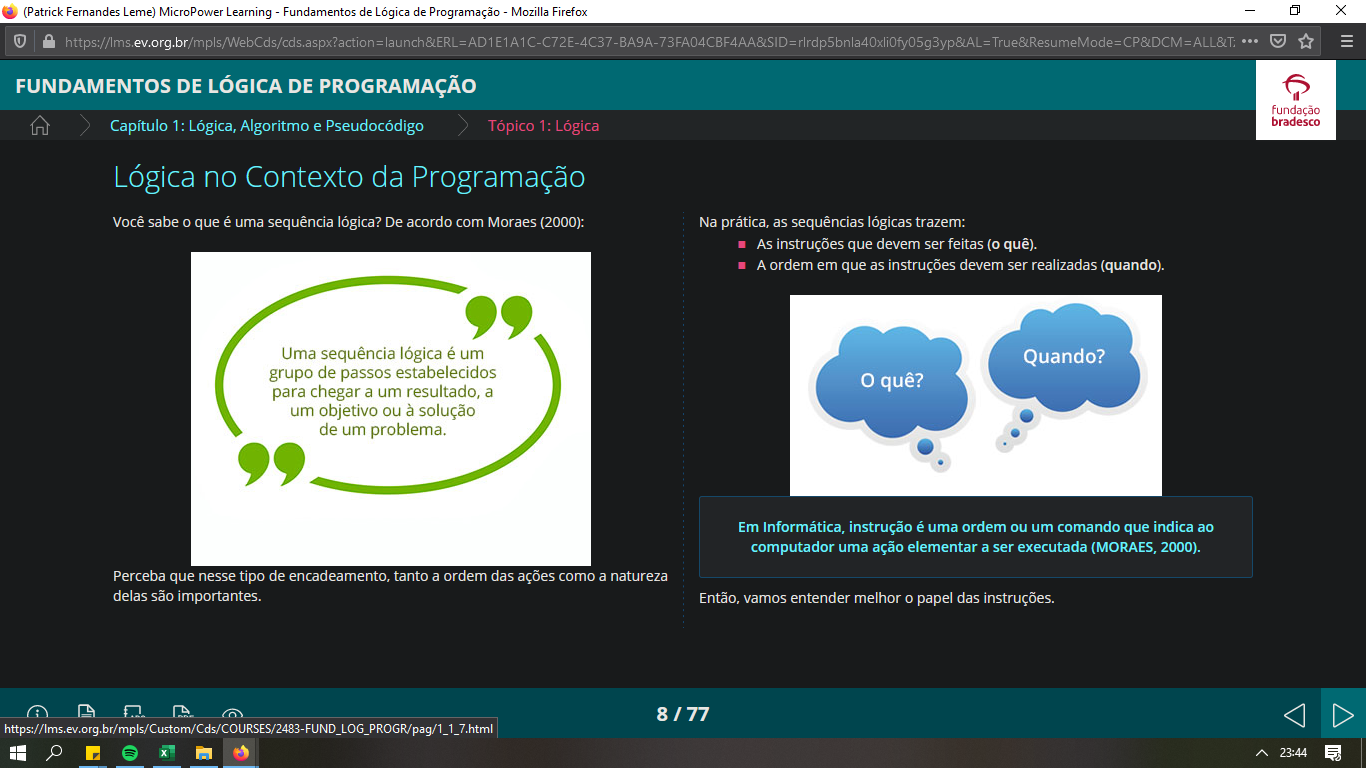 (Patrick Fernandes Leme) MicroPower Learning - Fundamentos de Lógica de Programação - Mozilla Firefox
https://lms.ev.org.br/mpls/WebCds/cds.aspx?action=launch&ERL=AD1E1A1C-C72E-4C37-BA9A-73FA04CBF4AA&SID=rlrdp5bnla40xli0fy05g3yp&AL=True&ResumeMode=CP&DCM=ALL&T
FUNDAMENTOS DE LÓGICA DE PROGRAMAÇÃO
fundação
bradesco
Capítulo 1: Lógica, Algoritmo e Pseudocódigo
Tópico 1: Lógica
Lógica no Contexto da Programação
Você sabe o que é uma sequência lógica? De acordo com Moraes (2000):
Uma sequência lógica é um
grupo de passos estabelecidos
para chegar a um resultado, a
um objetivo ou à solução
de um problema.
Perceba que nesse tipo de encadeamento, tanto a ordem das ações como a natureza
delas são importantes.
Na prática, as sequências lógicas trazem:
As instruções que devem ser feitas (o quê).
A ordem em que as instruções devem ser realizadas (quando).
O quê?
Quando?
Em Informática, instrução é uma ordem ou um comando que indica ao
computador uma ação elementar a ser executada (MORAES, 2000).
Então, vamos entender melhor o papel das instruções.
8 / 77
https://lms.ev.org.br/mpls/Custom/Cds/COURSES/2483-FUND_LOG_PROGR/pag/1_1_7.html
23:44